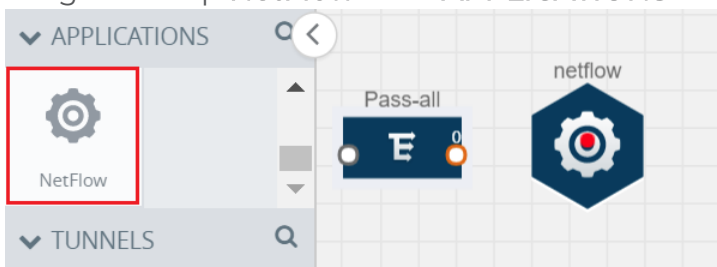 APPLICATIONS
NetFlow
TUNNELS
Pass-all
0
netflow